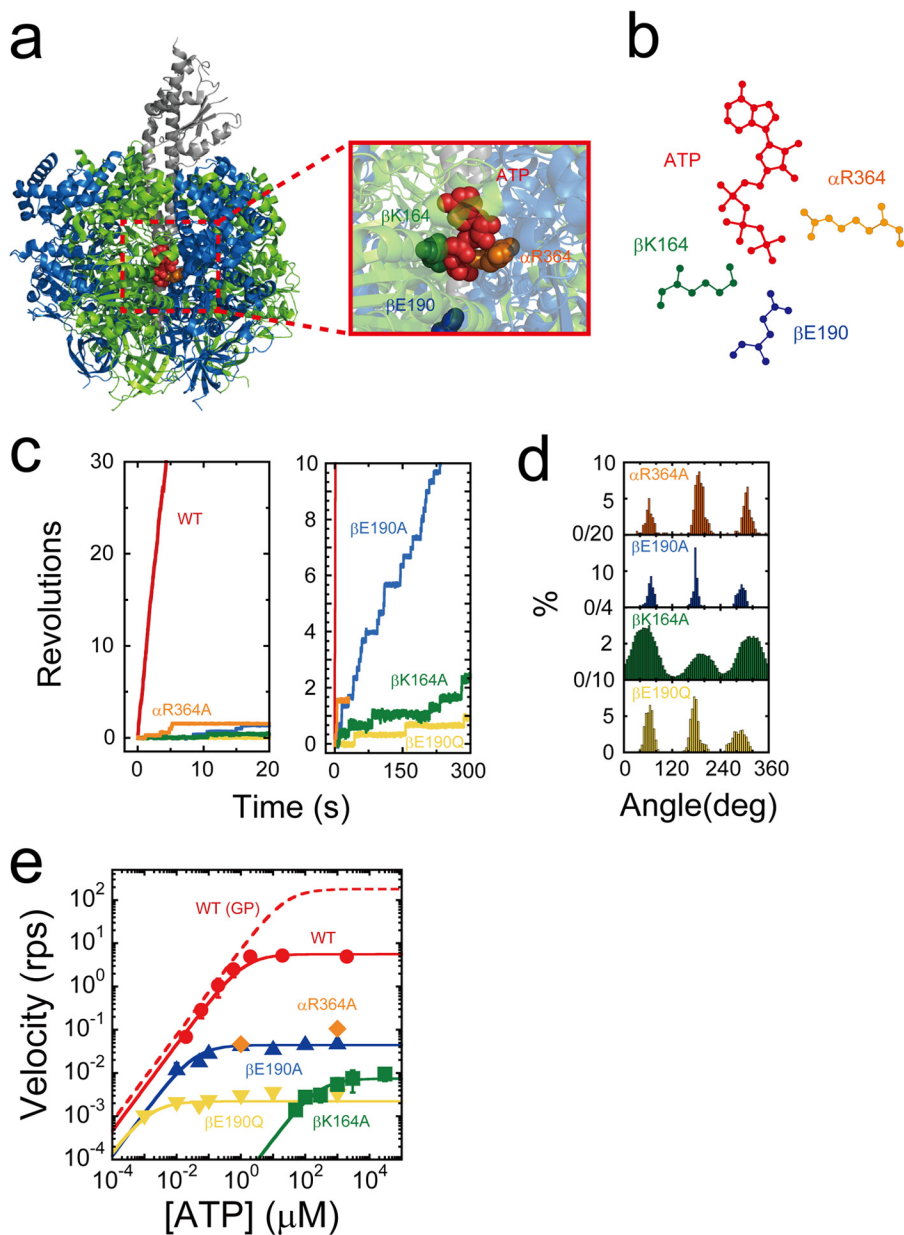 a
ATP
βK164
αR364
βE190
b
ATP
αR364
βK164
βE190
c
Revolutions
30
20
10
0
WT
αR364A
0
10
20
10
8
6
4
2
0
βE190A
βK164A
βE190Q
0
150
300
Time (s)
d
%
10
5
0/20
αR364A
10
0/4
βE190A
2
0/10
βK164A
5
0
βE190Q
0
120
240
360
Angle(deg)
e
Velocity (rps)
10²
10¹
10⁰
10⁻¹
10⁻²
10⁻³
10⁻⁴
WT (GP)
WT
αR364A
βE190A
βE190Q
βK164A
10⁻⁴
10⁻²
10⁰
10²
10⁴
[ATP] (μM)